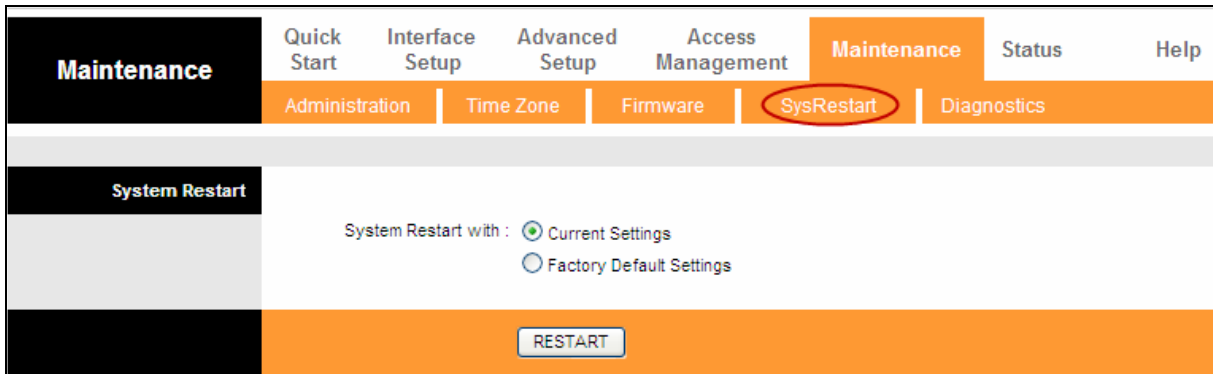 Maintenance
Quick Start
Interface Setup
Advanced Setup
Access Management
Maintenance
Status
Help
Administration
Time Zone
Firmware
SysRestart
Diagnostics
System Restart
System Restart with :
Current Settings
Factory Default Settings
RESTART